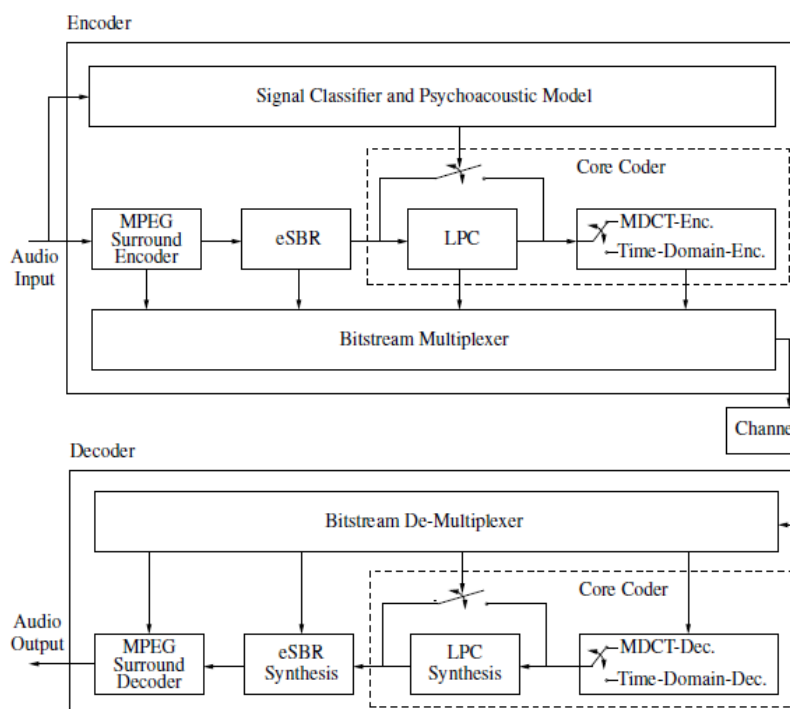 Encoder
Signal Classifier and Psychoacoustic Model
Core Coder
MPEG
Surround
Encoder
eSBR
LPC
MDCT-Enc.
Time-Domain-Enc.
Audio
Input
Bitstream Multiplexer
Channe
Decoder
Bitstream De-Multiplexer
Core Coder
Audio
Output
MPEG
Surround
Decoder
eSBR
Synthesis
LPC
Synthesis
MDCT-Dec.
Time-Domain-Dec.